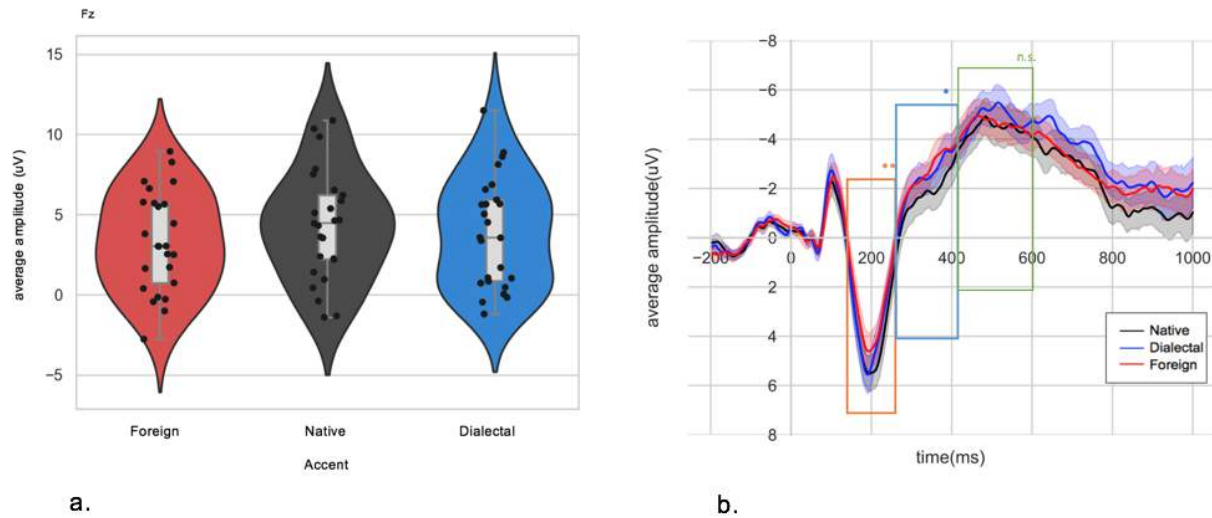 Fz
15
10
5
0
−5
average amplitude (uV)
Foreign
Native
Dialectal
Accent
a.
−8
−6
−4
−2
0
2
4
6
8
average amplitude(uV)
−200
0
200
400
600
800
1000
time(ms)
**
*
n.s.
Native
Dialectal
Foreign
b.